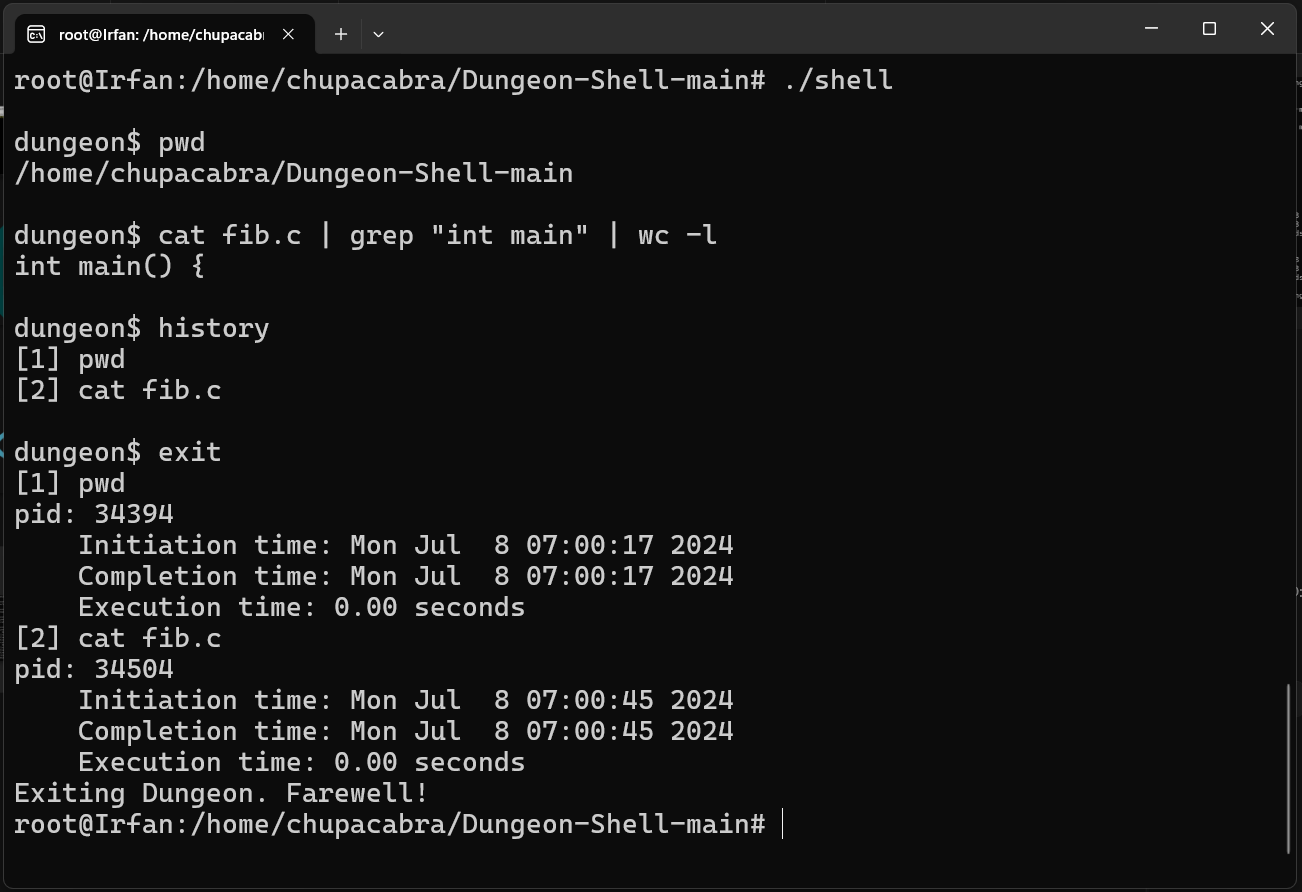 root@Irfan: /home/chupacab
root@Irfan:/home/chupacabra/Dungeon-Shell-main# ./shell
dungeon$ pwd
/home/chupacabra/Dungeon-Shell-main
dungeon$ cat fib.c | grep "int main" | wc -l
int main() {
dungeon$ history
[1] pwd
[2] cat fib.c
dungeon$ exit
[1] pwd
pid: 34394
    Initiation time: Mon Jul  8 07:00:17 2024
    Completion time: Mon Jul  8 07:00:17 2024
    Execution time: 0.00 seconds
[2] cat fib.c
pid: 34504
    Initiation time: Mon Jul  8 07:00:45 2024
    Completion time: Mon Jul  8 07:00:45 2024
    Execution time: 0.00 seconds
Exiting Dungeon. Farewell!
root@Irfan:/home/chupacabra/Dungeon-Shell-main#